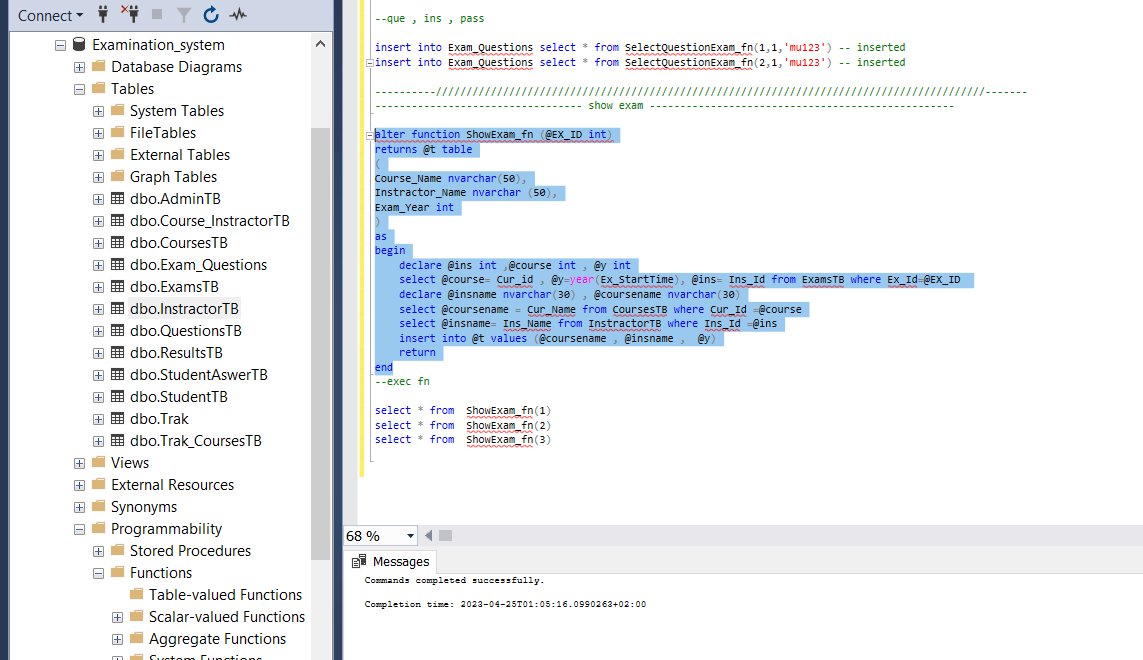 Connect
Examination_system
Database Diagrams
Tables
System Tables
FileTables
External Tables
Graph Tables
dbo.AdminTB
dbo.Course_InstractorTB
dbo.CoursesTB
dbo.Exam_Questions
dbo.ExamsTB
dbo.InstractorTB
dbo.QuestionsTB
dbo.ResultsTB
dbo.StudentAswerTB
dbo.StudentTB
dbo.Trak
dbo.Trak_CoursesTB
Views
External Resources
Synonyms
Programmability
Stored Procedures
Functions
Table-valued Functions
Scalar-valued Functions
Aggregate Functions
System Functions
--que , ins , pass
insert into Exam_Questions select * from SelectQuestionExam_fn(1,1,'mu123') -- inserted
insert into Exam_Questions select * from SelectQuestionExam_fn(2,1,'mu123') -- inserted
----------//////////////////////////////////////////////////////////////////////////////////////////-------
---------------------------------- show exam --------------------------------------------------
alter function ShowExam_fn (@EX_ID int)
returns @t table
(
Course_Name nvarchar(50),
Instractor_Name nvarchar (50),
Exam_Year int
)
as
begin
declare @ins int ,@course int , @y int
select @course= Cur_id , @y=year(Ex_StartTime), @ins= Ins_Id from ExamsTB where Ex_Id=@EX_ID
declare @insname nvarchar(30) , @coursename nvarchar(30)
select @coursename = Cur_Name from CoursesTB where Cur_Id =@course
select @insname= Ins_Name from InstractorTB where Ins_Id =@ins
insert into @t values (@coursename , @insname , @y)
return
end
--exec fn
select * from ShowExam_fn(1)
select * from ShowExam_fn(2)
select * from ShowExam_fn(3)
68 %
Messages
Commands completed successfully.
Completion time: 2023-04-25T01:05:16.0990263+02:00